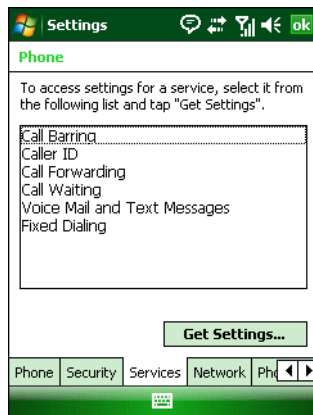 Settings
ok
Phone
To access settings for a service, select it from
the following list and tap "Get Settings".
Call Barring
Caller ID
Call Forwarding
Call Waiting
Voice Mail and Text Messages
Fixed Dialing
Get Settings...
Phone Security Services Network Pho